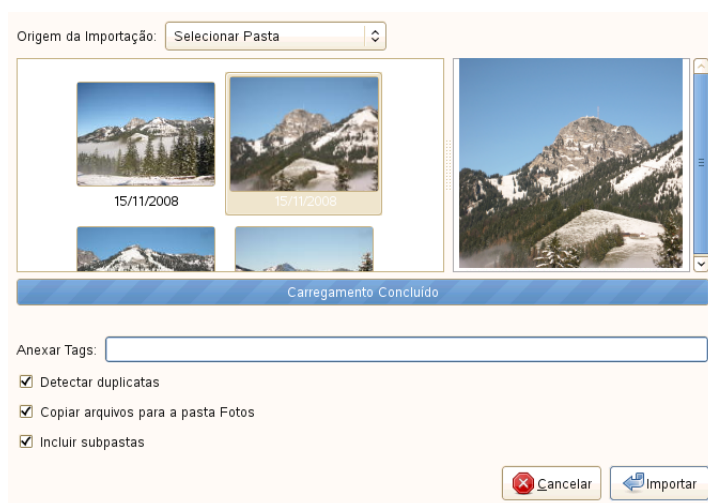 Origem da Importação: Selecionar Pasta
15/11/2008 15/11/2008
Carregamento Concluído
Anexar Tags:
Detectar duplicatas
Copiar arquivos para a pasta Fotos
Incluir subpastas
Cancelar Importar